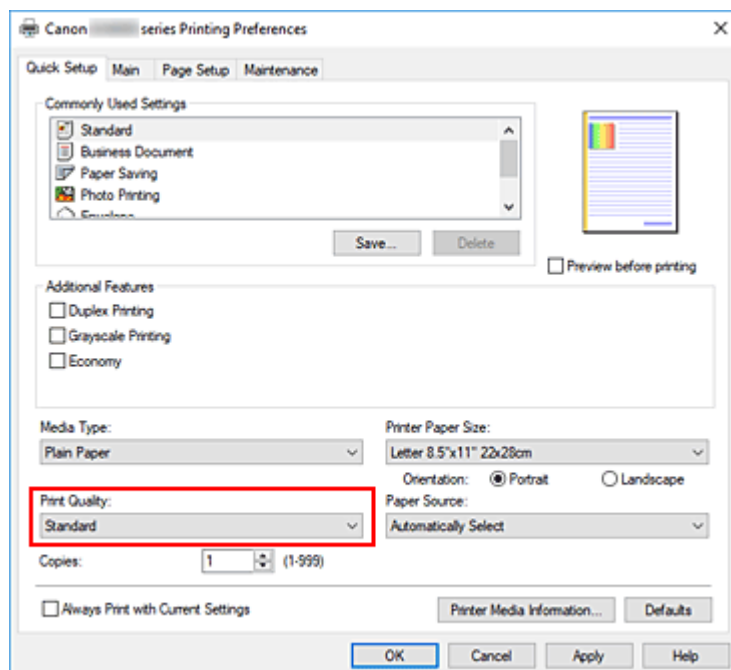 Canon series Printing Preferences
Quick Setup Main Page Setup Maintenance
Commonly Used Settings
Standard
Business Document
Paper Saving
Photo Printing
Envelope
Save... Delete
Preview before printing
Additional Features
Duplex Printing
Grayscale Printing
Economy
Media Type: Printer Paper Size:
Plain Paper Letter 8.5"x11" 22x28cm
Orientation: Portrait Landscape
Print Quality: Paper Source:
Standard Automatically Select
Copies: 1 (1-999)
Always Print with Current Settings Printer Media Information... Defaults
OK Cancel Apply Help